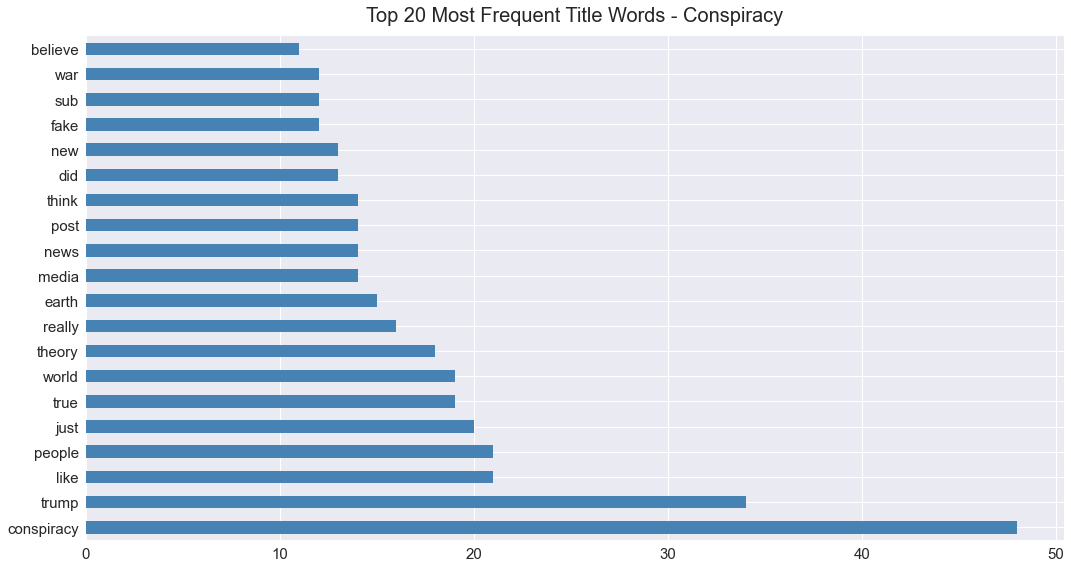 Top 20 Most Frequent Title Words - Conspiracy
believe
war
sub
fake
new
did
think
post
news
media
earth
really
theory
world
true
just
people
like
trump
conspiracy
0 10 20 30 40 50